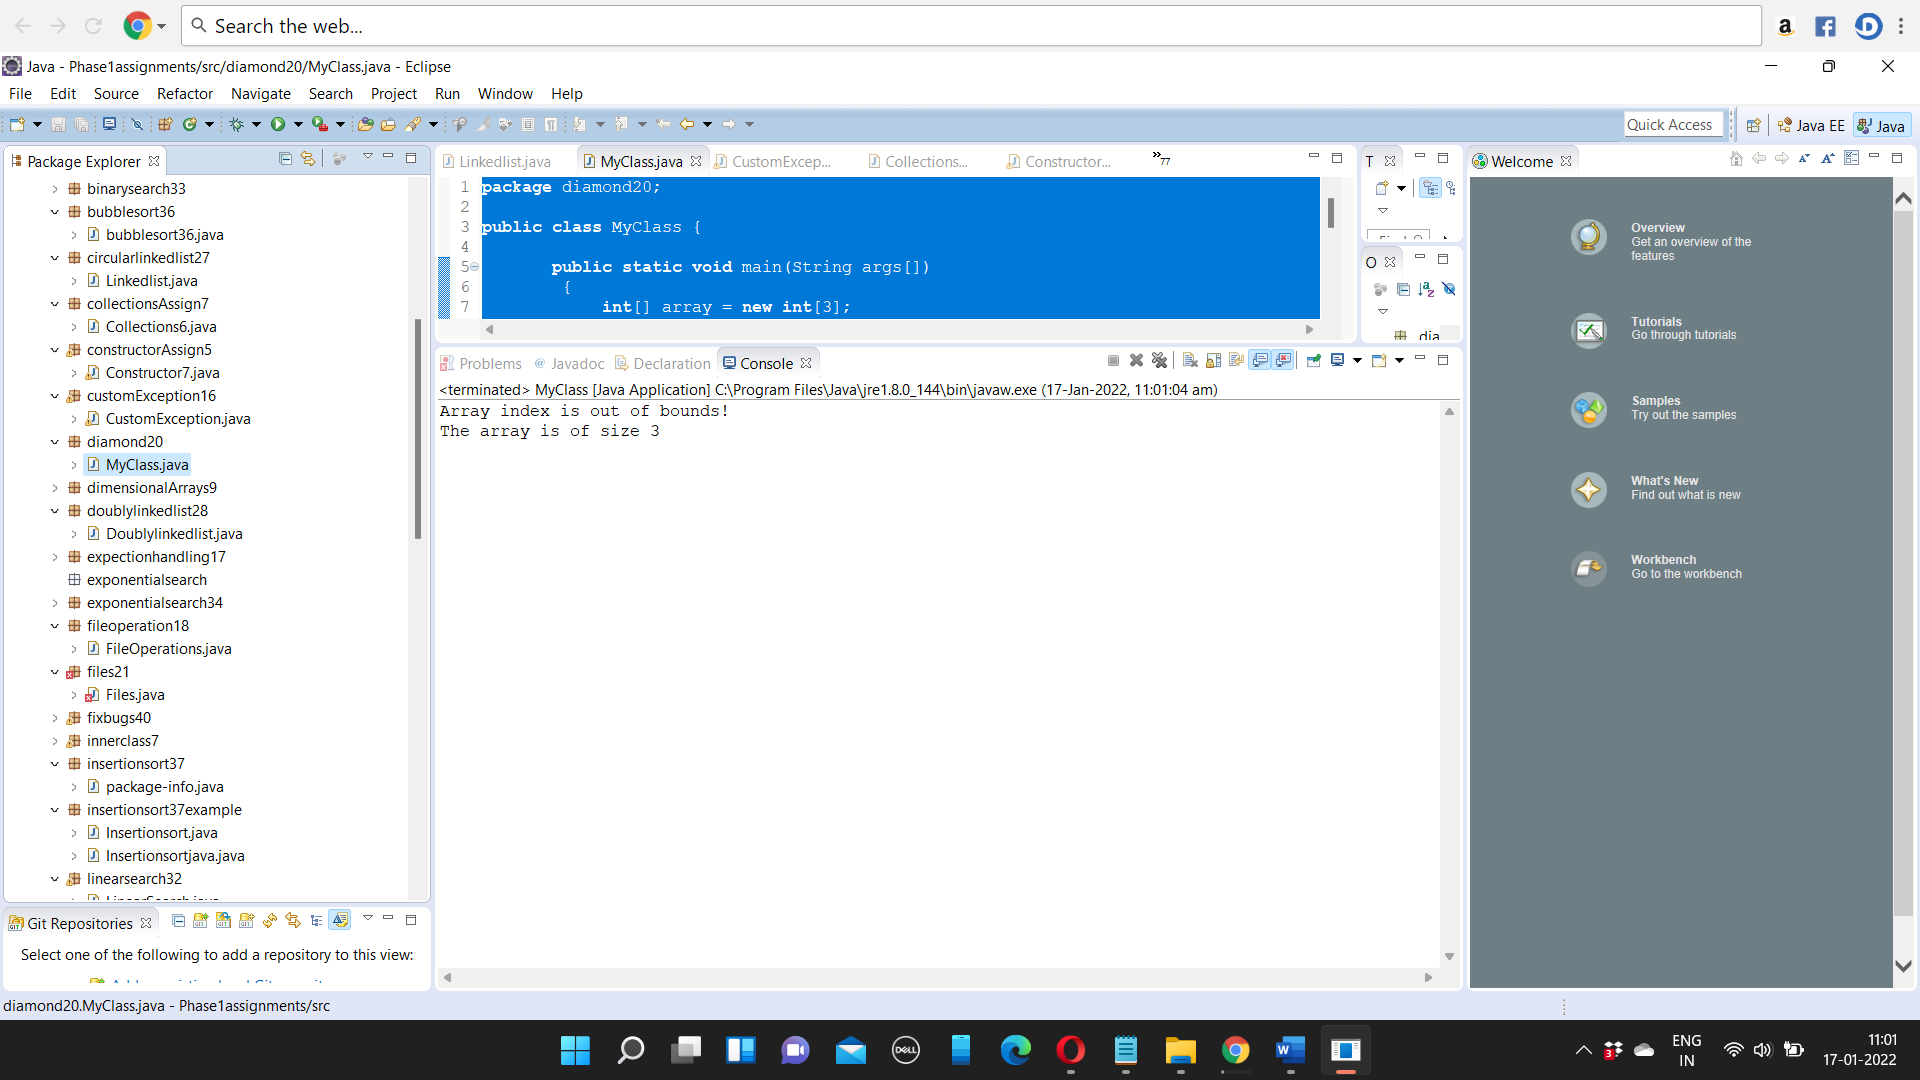 Search the web...
Java - Phase1assignments/src/diamond20/MyClass.java - Eclipse
File Edit Source Refactor Navigate Search Project Run Window Help
Quick Access
Java EE
Java
Package Explorer
binarysearch33
bubblesort36
bubblesort36.java
circularlinkedlist27
Linkedlist.java
collectionsAssign7
Collections6.java
constructorAssign5
Constructor7.java
customException16
CustomException.java
diamond20
MyClass.java
dimensionalArrays9
doublylinkedlist28
Doublylinkedlist.java
expectionhandling17
exponentialsearch
exponentialsearch34
fileoperation18
FileOperations.java
files21
Files.java
fixbugs40
innerclass7
insertionsort37
package-info.java
insertionsort37example
Insertionsort.java
Insertionsortjava.java
linearsearch32
Git Repositories
Select one of the following to add a repository to this view:
Linkedlist.java MyClass.java CustomExcep... Collections... Constructor... »77
1 package diamond20;
2
3 public class MyClass {
4
5 public static void main(String args[])
6 {
7 int[] array = new int[3];
Problems @ Javadoc Declaration Console
<terminated> MyClass [Java Application] C:\Program Files\Java\jre1.8.0_144\bin\javaw.exe (17-Jan-2022, 11:01:04 am)
Array index is out of bounds!
The array is of size 3
T
O
dia
Welcome
Overview
Get an overview of the
features
Tutorials
Go through tutorials
Samples
Try out the samples
What's New
Find out what is new
Workbench
Go to the workbench
diamond20.MyClass.java - Phase1assignments/src
DELL
3
ENG
IN
11:01
17-01-2022